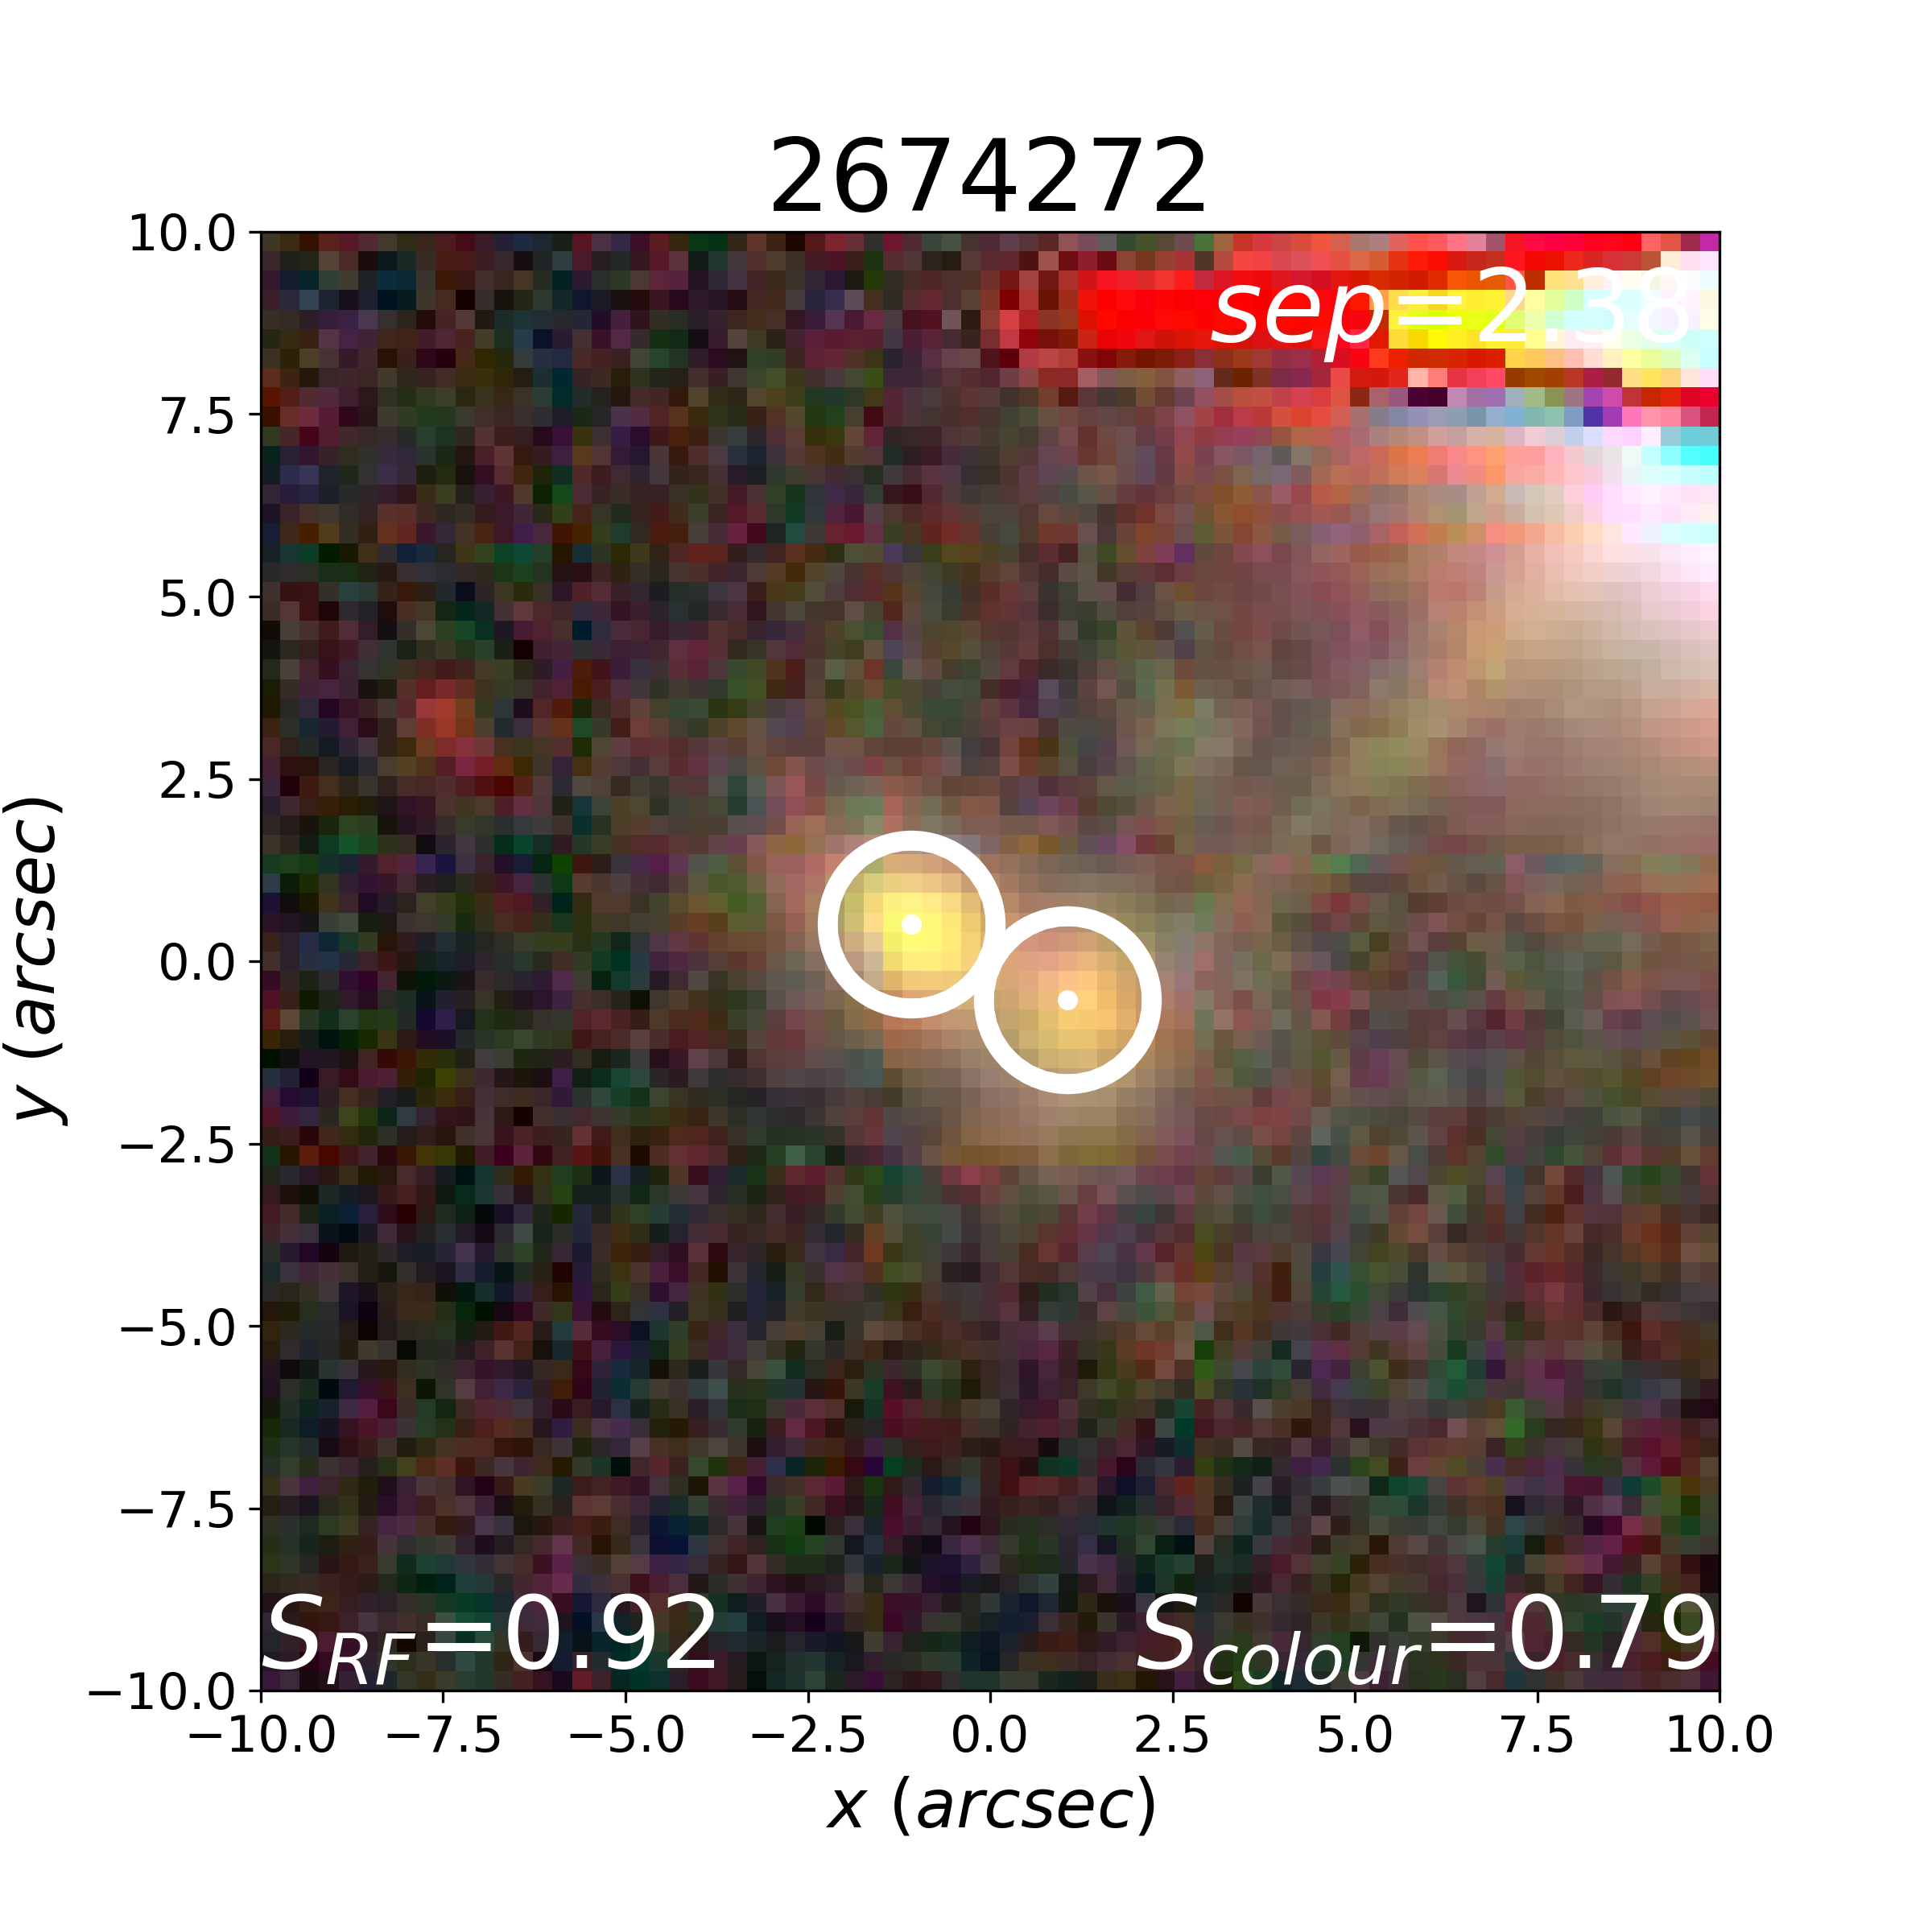 2674272
10.0
sep=2.38
7.5
5.0
2.5
0.0
−2.5
−5.0
−7.5
−10.0
y (arcsec)
S_RF=0.92
S_colour=0.79
−10.0 −7.5 −5.0 −2.5 0.0 2.5 5.0 7.5 10.0
x (arcsec)